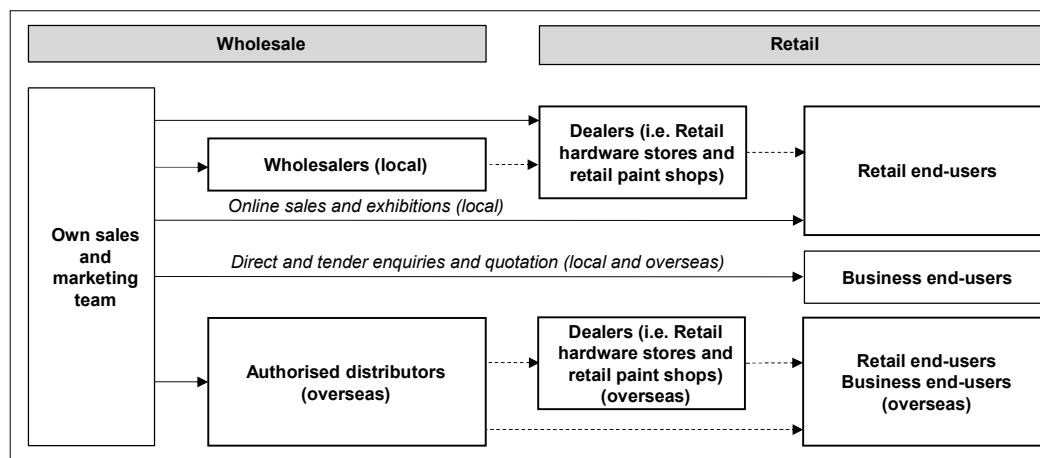 Wholesale
Retail
Own sales
and
marketing
team
Wholesalers (local)
Dealers (i.e. Retail
hardware stores and
retail paint shops)
Retail end-users
Online sales and exhibitions (local)
Direct and tender enquiries and quotation (local and overseas)
Business end-users
Authorised distributors
(overseas)
Dealers (i.e. Retail
hardware stores and
retail paint shops)
(overseas)
Retail end-users
Business end-users
(overseas)